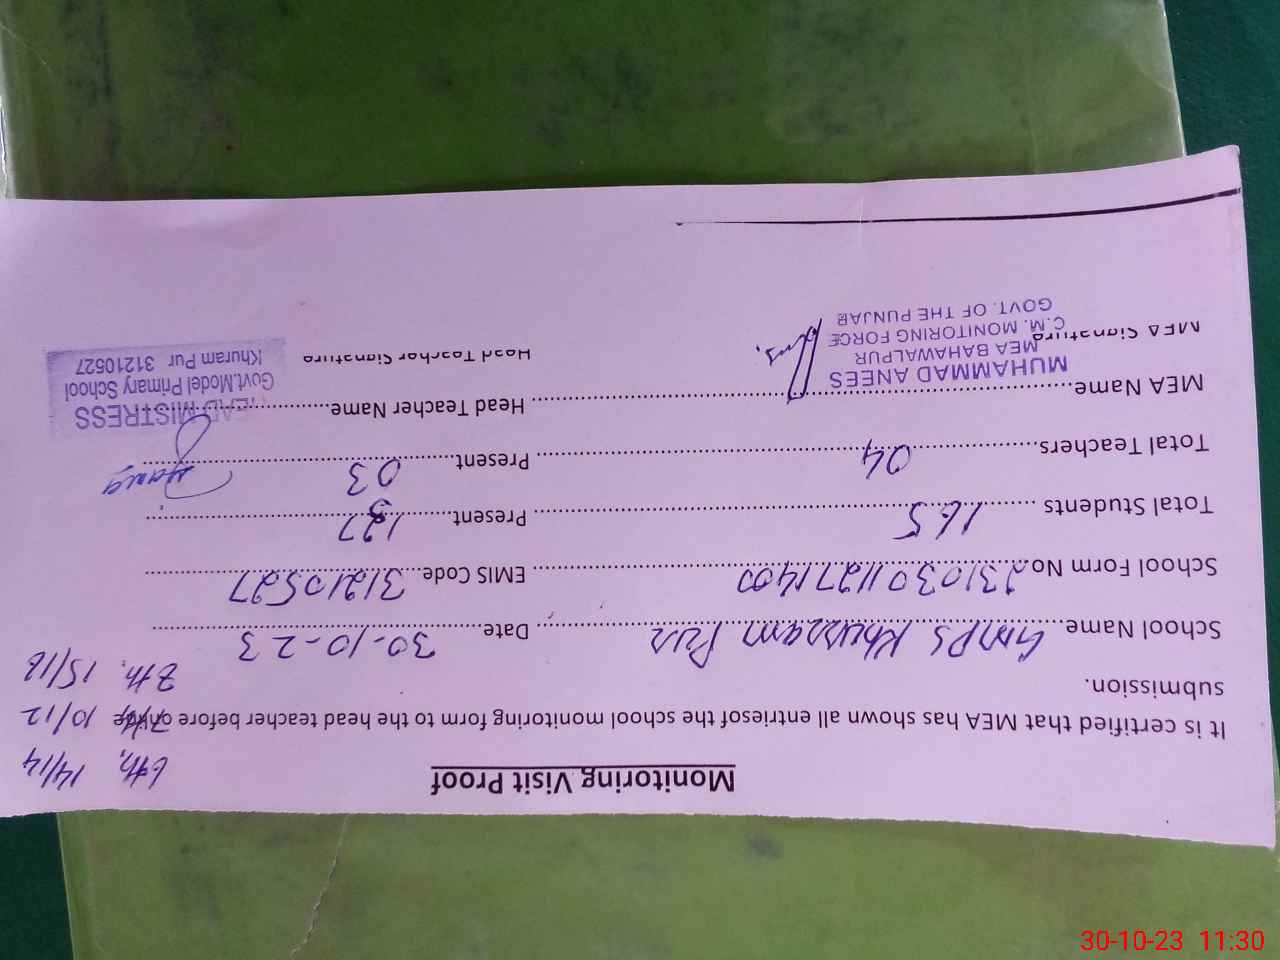 Monitoring Visit Proof
6th, 14/14
It is certified that MEA has shown all entriesof the school monitoring form to the head teacher before online
7th, 10/12
submission.
8th, 15/18
School Name GMPS Khurram Pur Date 30-10-23
School Form No. EMIS Code 31210527
Total Students 165 Present 137
Total Teachers. 04 Present 03
MEA Name Head Teacher Name
MUHAMMAD ANEES
MEA BAHAWALPUR
C.M. MONITORING FORCE
GOVT. OF THE PUNJAB
HEAD MISTRESS
Govt.Model Primary School
Khuram Pur 31210527
MEA Signature Head Teacher Signature
30-10-23 11:30